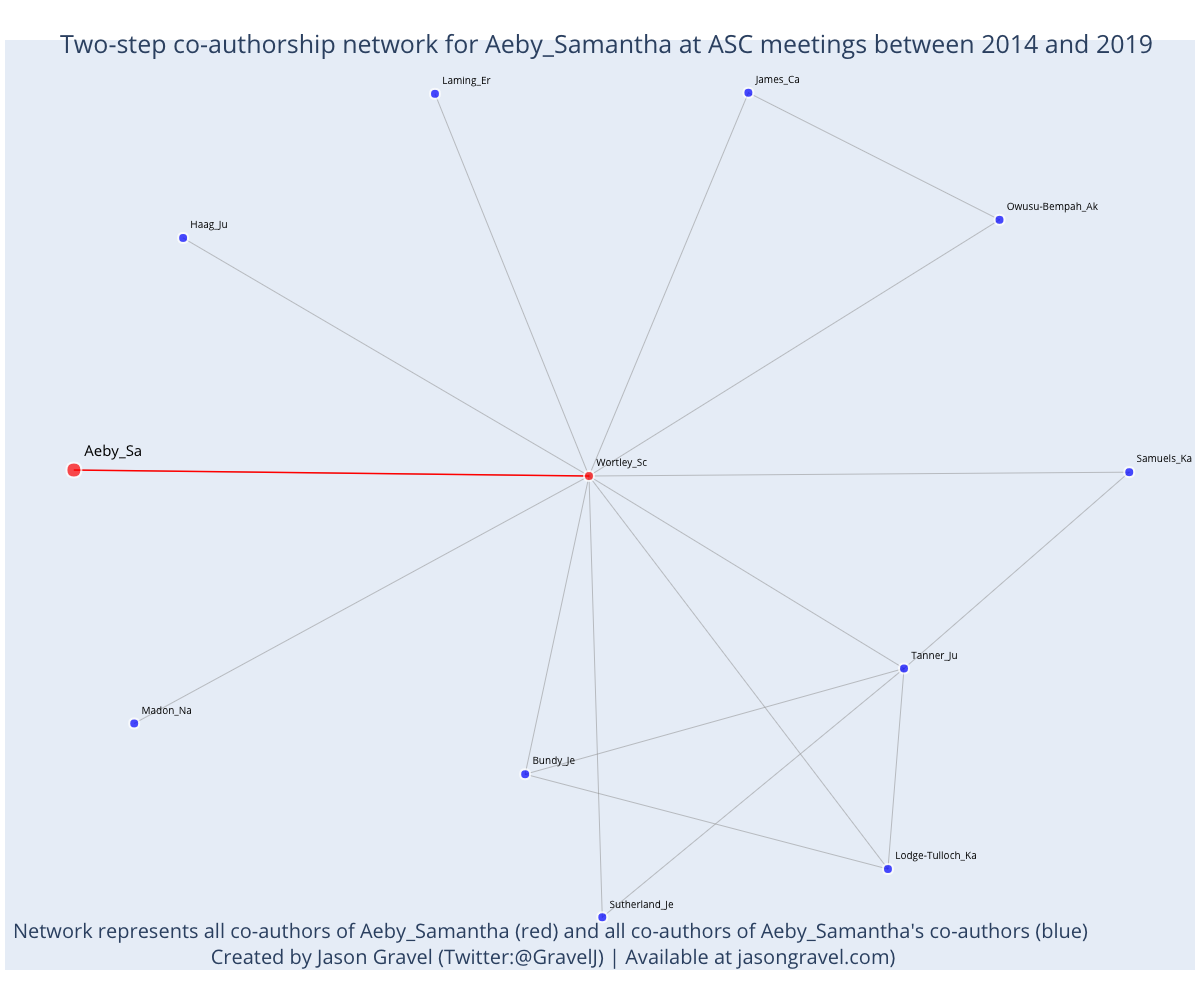 Two-step co-authorship network for Aeby_Samantha at ASC meetings between 2014 and 2019
Laming_Er
James_Ca
Owusu-Bempah_Ak
Haag_Ju
Aeby_Sa
Wortley_Sc
Samuels_Ka
Tanner_Ju
Madon_Na
Bundy_Je
Lodge-Tulloch_Ka
Sutherland_Je
Network represents all co-authors of Aeby_Samantha (red) and all co-authors of Aeby_Samantha's co-authors (blue)
Created by Jason Gravel (Twitter:@GravelJ) | Available at jasongravel.com)